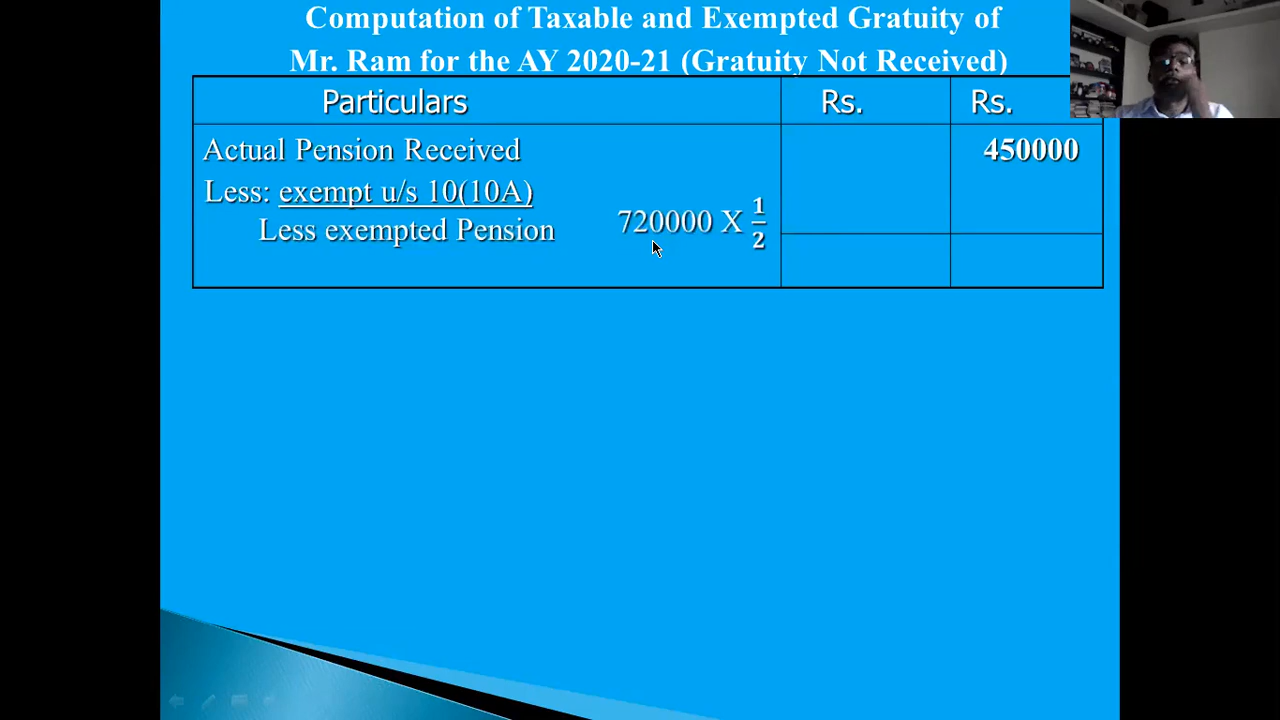 Computation of Taxable and Exempted Gratuity of
Mr. Ram for the AY 2020-21 (Gratuity Not Received)
Particulars Rs. Rs.
Actual Pension Received 450000
Less: exempt u/s 10(10A)
Less exempted Pension 720000 X 1/2